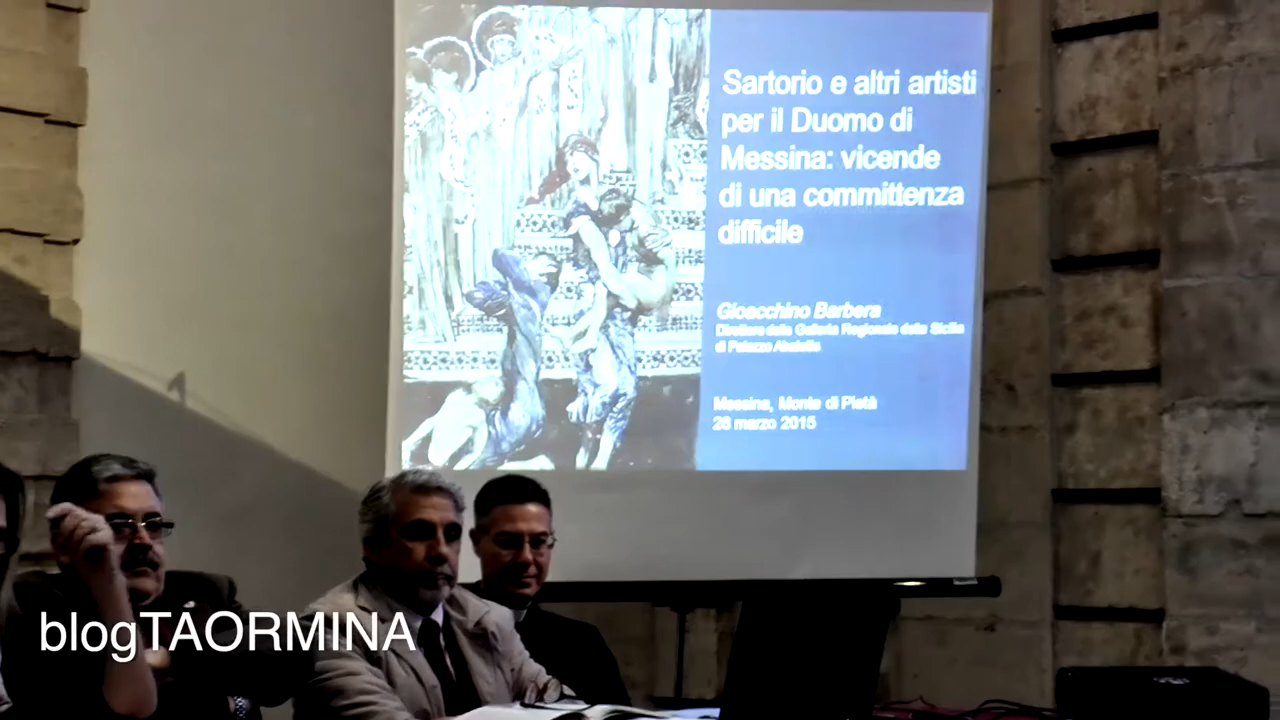 Sartorio e altri artisti
per il Duomo di
Messina: vicende
di una committenza
difficile
Gioacchino Barbera
Direttore della Galleria Regionale della Sicilia
di Palazzo Abatellis
Messina, Monte di Pietà
28 marzo 2015
blogTAORMINA